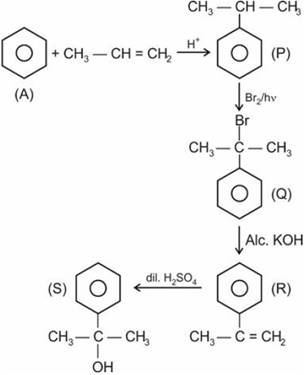 CH₃ — CH — CH₃
+ CH₃ — CH = CH₂
H⁺
(P)
(A)
Br₂/hν
Br
CH₃ — C — CH₃
(Q)
Alc. KOH
(S)
dil. H₂SO₄
(R)
CH₃ — C — CH₃
CH₃ — C = CH₂
OH